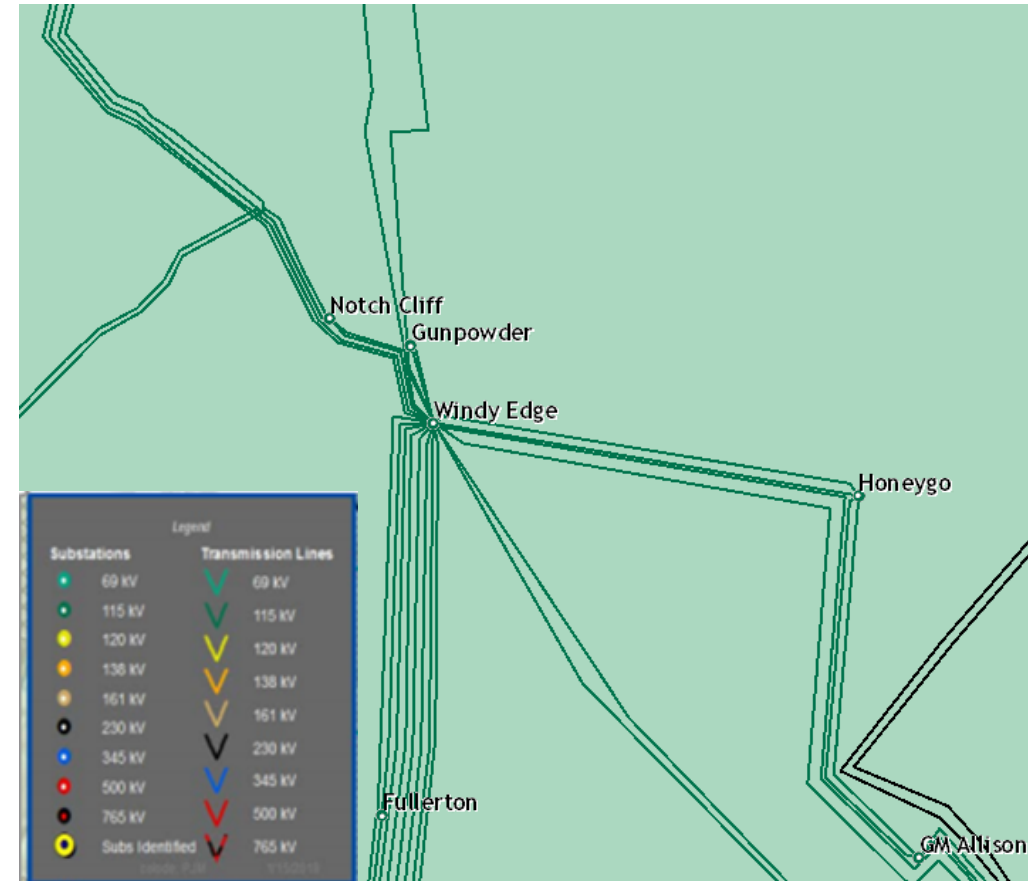 Notch Cliff
Gunpowder
Windy Edge
Honeygo
Fullerton
GM Allison
Legend
Substations Transmission Lines
69 kV 69 kV
115 kV 115 kV
120 kV 120 kV
138 kV 138 kV
161 kV 161 kV
230 kV 230 kV
345 kV 345 kV
500 kV 500 kV
765 kV
Subs Identified 765 kV